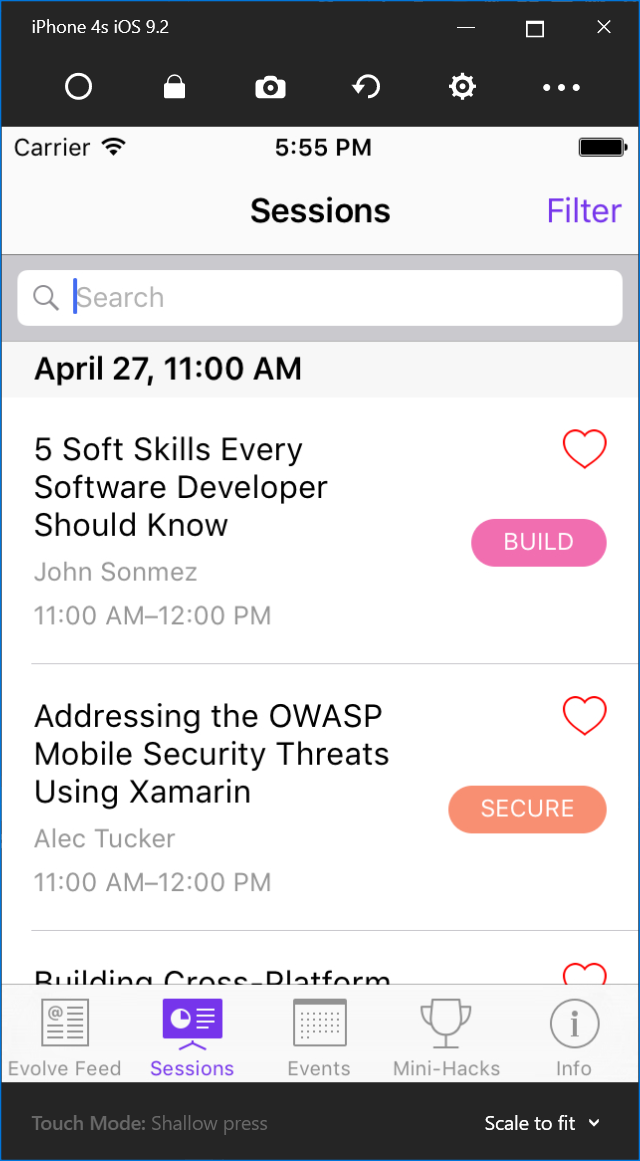 iPhone 4s iOS 9.2
Carrier 5:55 PM
Sessions Filter
Search
April 27, 11:00 AM
5 Soft Skills Every
Software Developer
Should Know
BUILD
John Sonmez
11:00 AM–12:00 PM
Addressing the OWASP
Mobile Security Threats
Using Xamarin
SECURE
Alec Tucker
11:00 AM–12:00 PM
Building Cross-Platform
Evolve Feed Sessions Events Mini-Hacks Info
Touch Mode: Shallow press Scale to fit